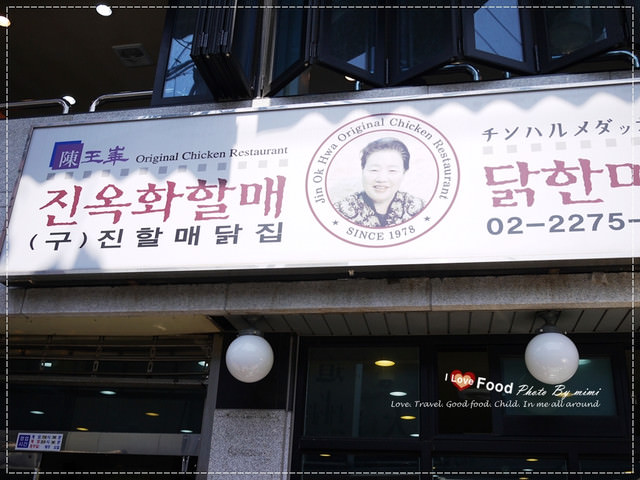 陳玉華 Original Chicken Restaurant
진옥화할매
(구)진할매닭집
Jin Ok Hwa Original Chicken Restaurant
★ SINCE 1978 ★
チンハルメダッ
닭한마
02-2275-
I Love Food Photo By mimi
Love. Travel. Good food. Child. In me all around